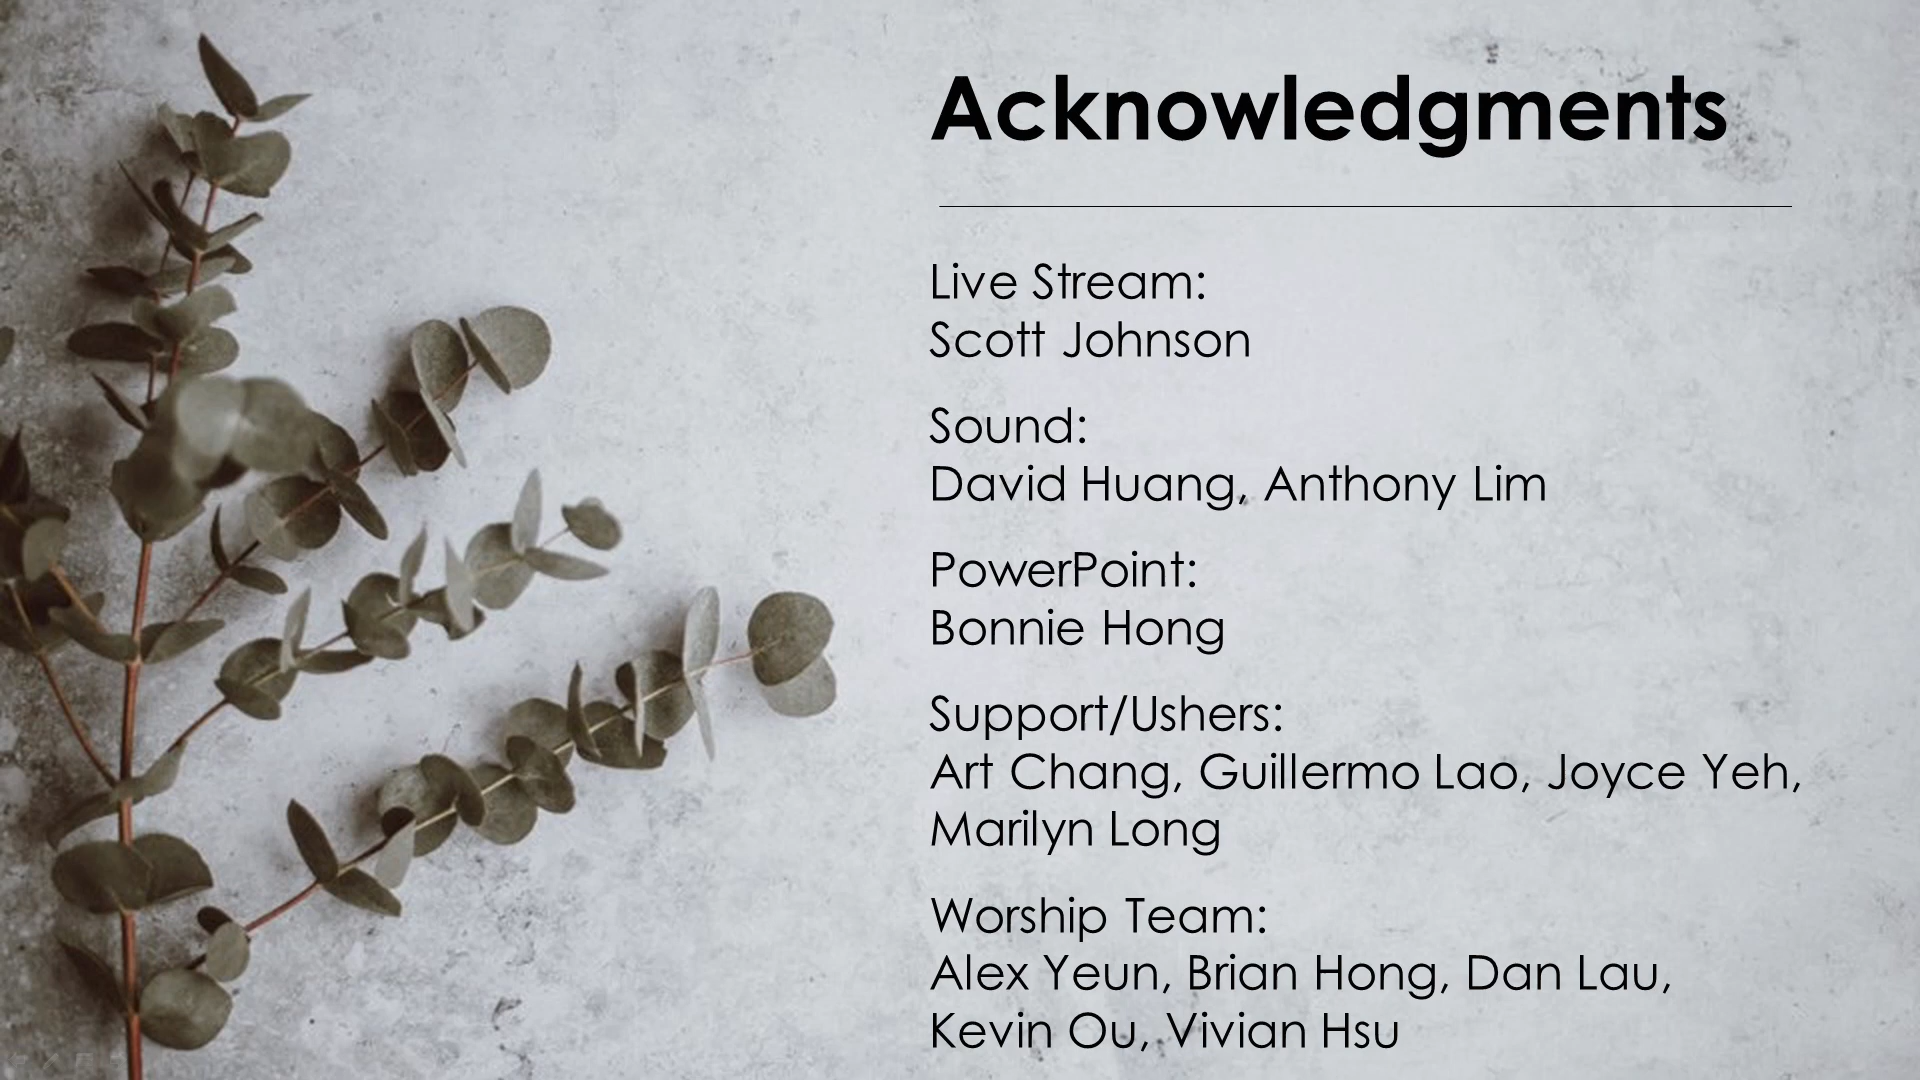 Acknowledgments
Live Stream:
Scott Johnson
Sound:
David Huang, Anthony Lim
PowerPoint:
Bonnie Hong
Support/Ushers:
Art Chang, Guillermo Lao, Joyce Yeh,
Marilyn Long
Worship Team:
Alex Yeun, Brian Hong, Dan Lau,
Kevin Ou, Vivian Hsu